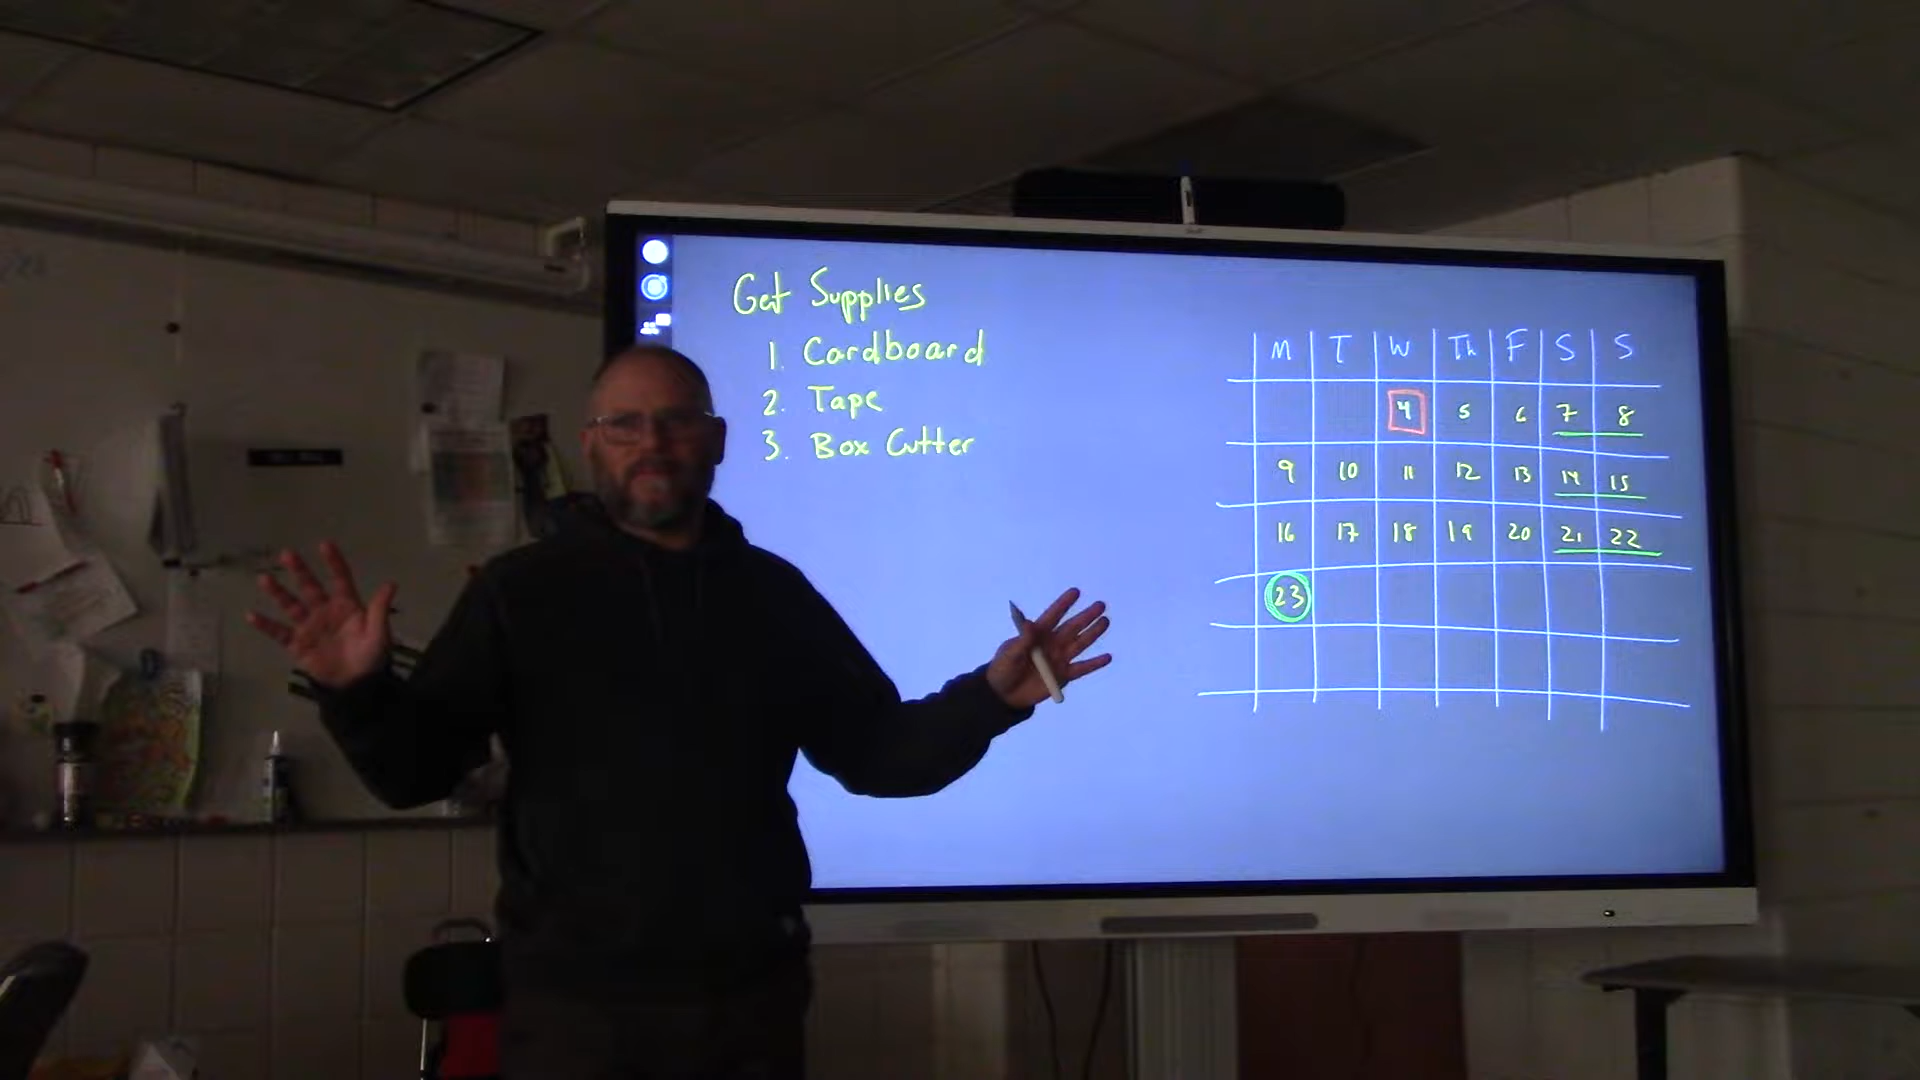 Get Supplies
1. Cardboard
2. Tape
3. Box Cutter
M T W Th F S S
4 5 6 7 8
9 10 11 12 13 14 15
16 17 18 19 20 21 22
23